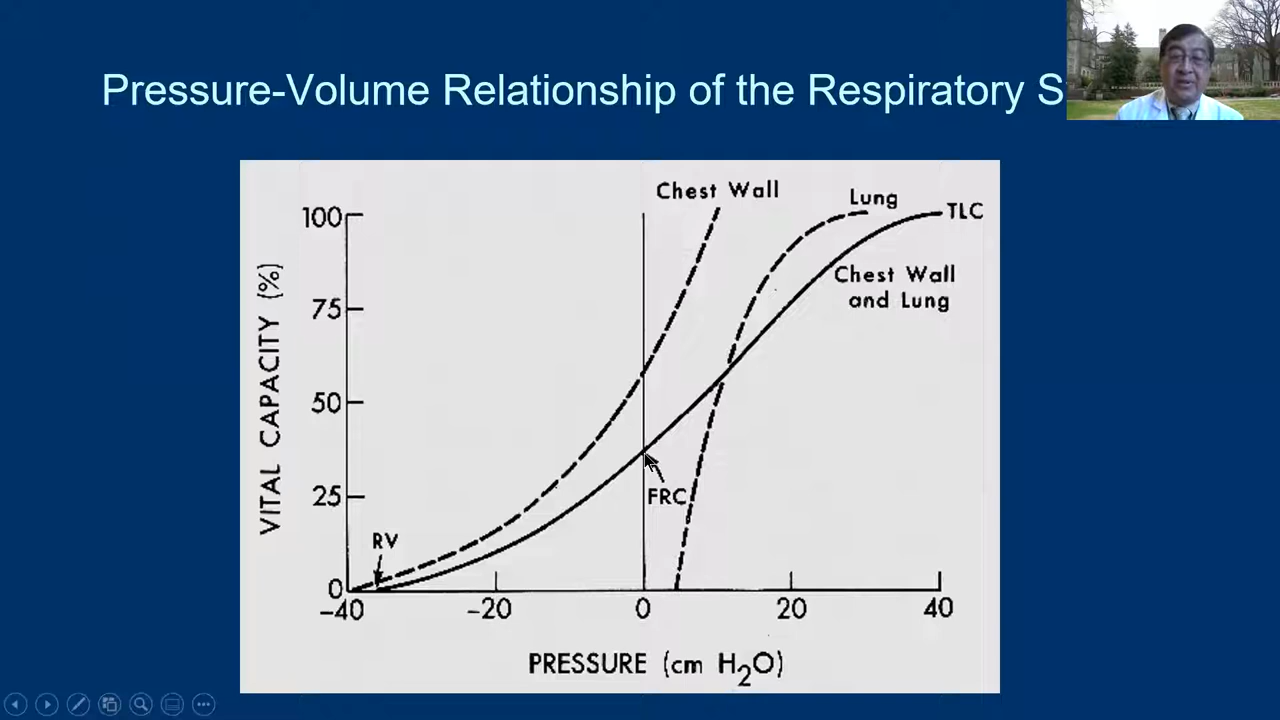 Pressure-Volume Relationship of the Respiratory S
Chest Wall
Lung
TLC
Chest Wall
and Lung
VITAL CAPACITY (%)
100
75
50
25
0
RV
FRC
-40
-20
0
20
40
PRESSURE (cm H₂O)